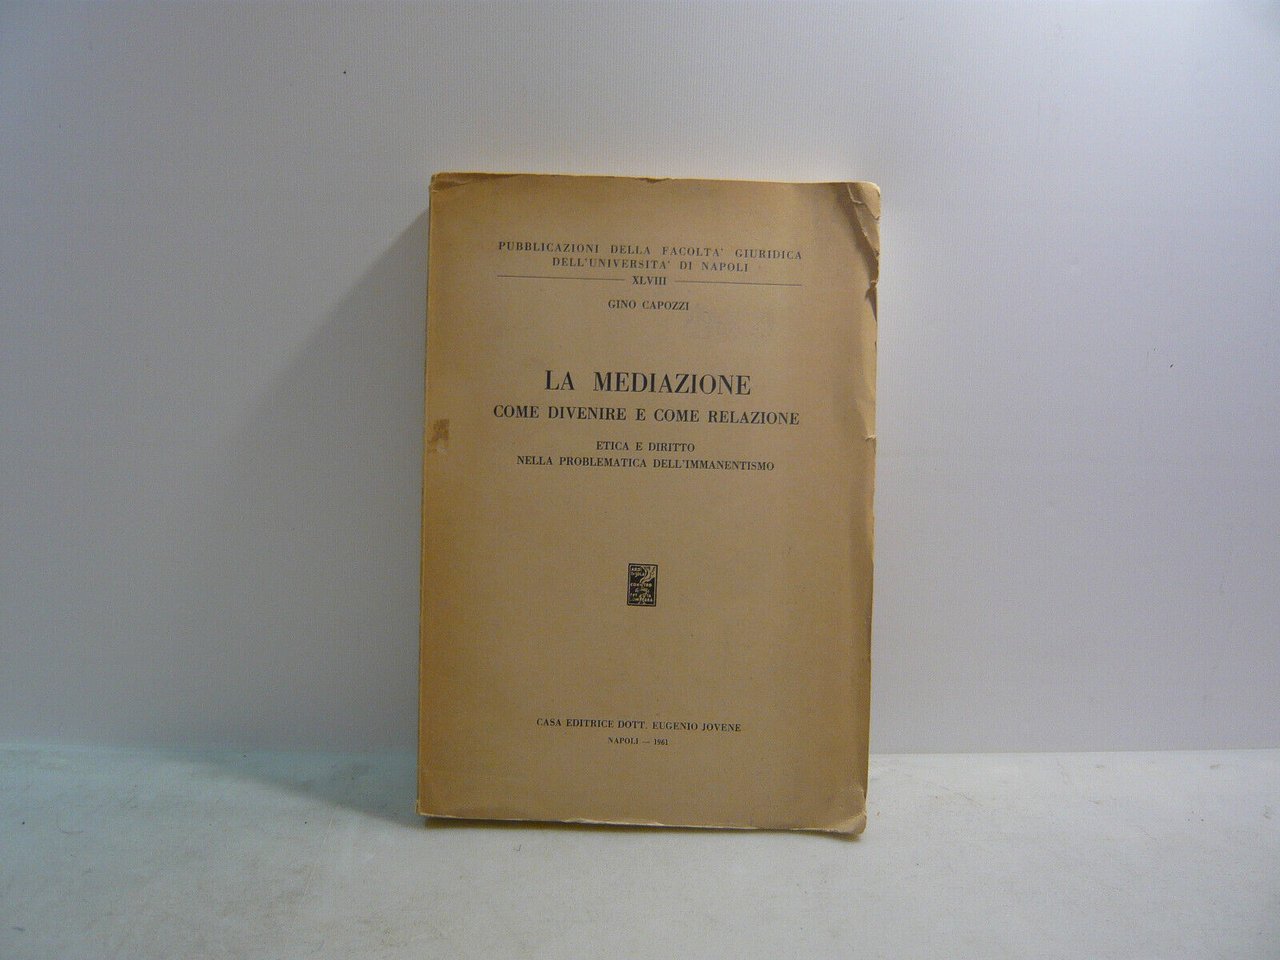 PUBBLICAZIONI DELLA FACOLTA' GIURIDICA
DELL'UNIVERSITA' DI NAPOLI
XLVIII
GINO CAPOZZI
LA MEDIAZIONE
COME DIVENIRE E COME RELAZIONE
ETICA E DIRITTO
NELLA PROBLEMATICA DELL'IMMANENTISMO
CASA EDITRICE DOTT. EUGENIO JOVENE
NAPOLI — 1961